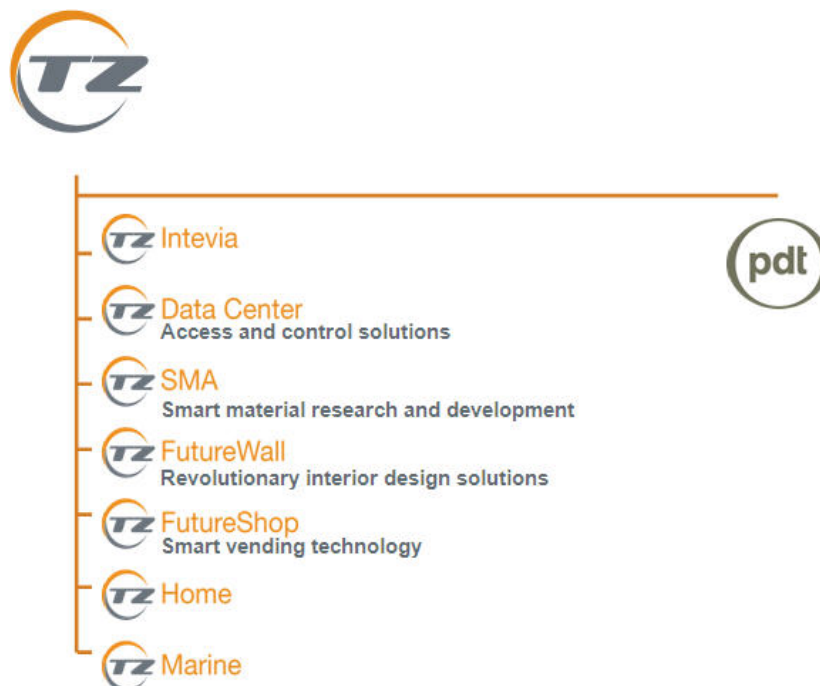 TZ
TZ Intevia
pdt
TZ Data Center
Access and control solutions
TZ SMA
Smart material research and development
TZ FutureWall
Revolutionary interior design solutions
TZ FutureShop
Smart vending technology
TZ Home
TZ Marine